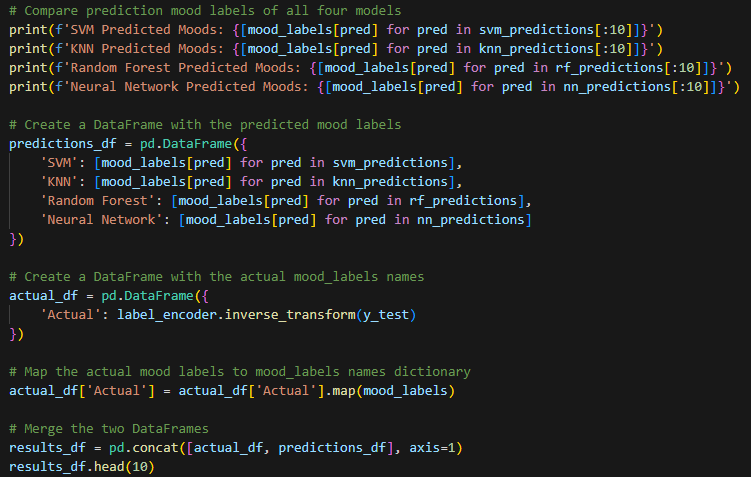 # Compare prediction mood labels of all four models
print(f'SVM Predicted Moods: {[mood_labels[pred] for pred in svm_predictions[:10]]}')
print(f'KNN Predicted Moods: {[mood_labels[pred] for pred in knn_predictions[:10]]}')
print(f'Random Forest Predicted Moods: {[mood_labels[pred] for pred in rf_predictions[:10]]}')
print(f'Neural Network Predicted Moods: {[mood_labels[pred] for pred in nn_predictions[:10]]}')

# Create a DataFrame with the predicted mood labels
predictions_df = pd.DataFrame({
    'SVM': [mood_labels[pred] for pred in svm_predictions],
    'KNN': [mood_labels[pred] for pred in knn_predictions],
    'Random Forest': [mood_labels[pred] for pred in rf_predictions],
    'Neural Network': [mood_labels[pred] for pred in nn_predictions]
})

# Create a DataFrame with the actual mood_labels names
actual_df = pd.DataFrame({
    'Actual': label_encoder.inverse_transform(y_test)
})

# Map the actual mood labels to mood_labels names dictionary
actual_df['Actual'] = actual_df['Actual'].map(mood_labels)

# Merge the two DataFrames
results_df = pd.concat([actual_df, predictions_df], axis=1)
results_df.head(10)